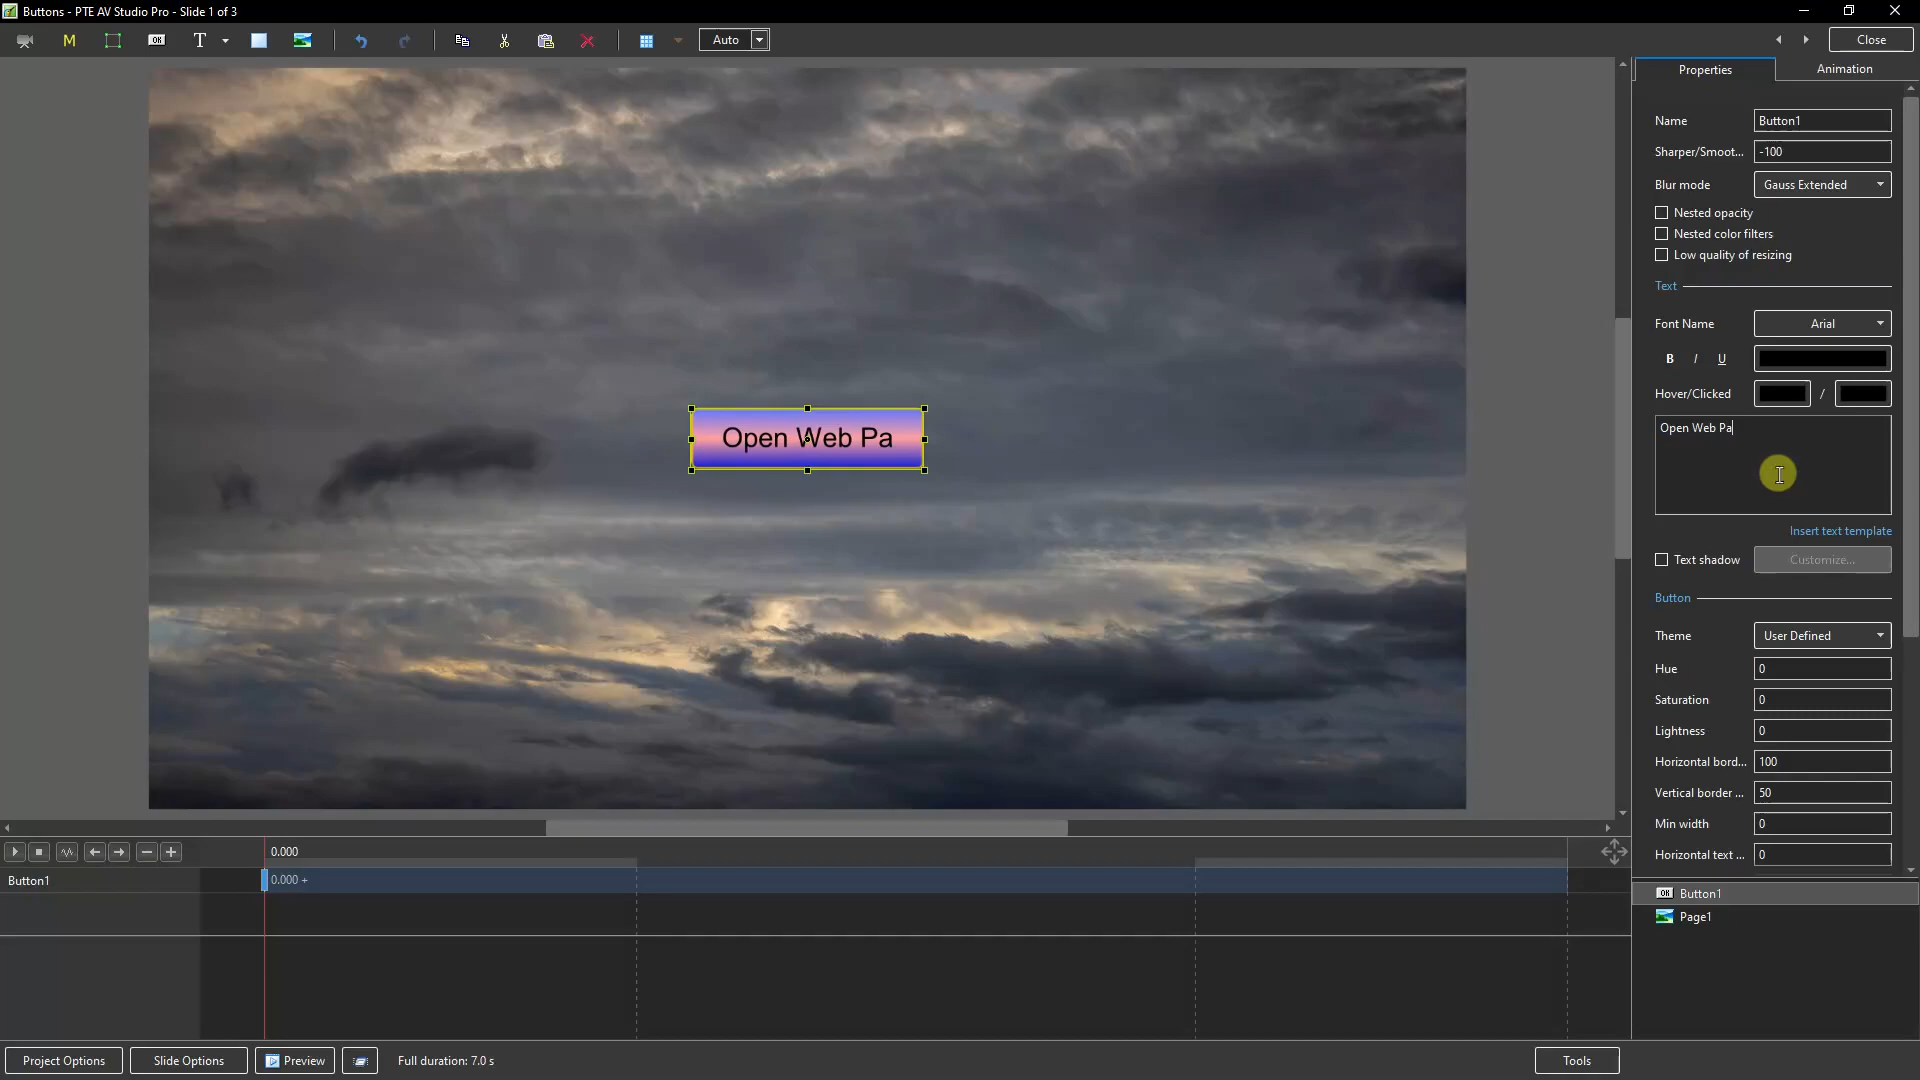 Buttons - PTE AV Studio Pro - Slide 1 of 3
M
OK
T
Auto
Close
Properties
Animation
Name
Button1
Sharper/Smoot...
-100
Blur mode
Gauss Extended
Nested opacity
Nested color filters
Low quality of resizing
Text
Font Name
Arial
B I U
Hover/Clicked
/
Open Web Pa
Open Web Pa
Insert text template
Text shadow
Customize...
Button
Theme
User Defined
Hue
0
Saturation
0
Lightness
0
Horizontal bord...
100
Vertical border ...
50
Min width
0
Horizontal text ...
0
0.000
Button1
0.000 +
OK Button1
Page1
Project Options
Slide Options
Preview
Full duration: 7.0 s
Tools